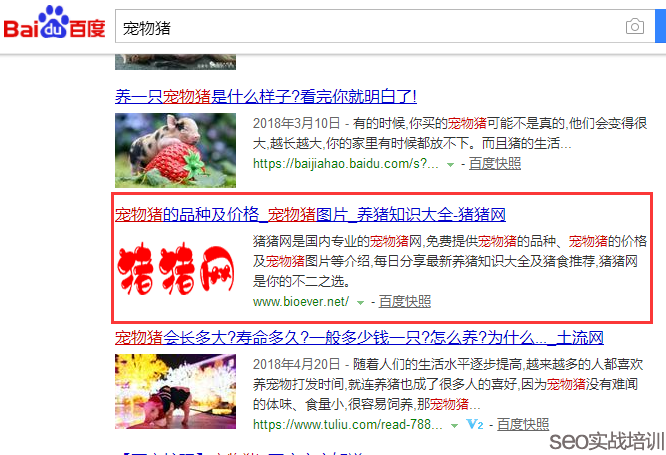 Bai du 百度
宠物猪
养一只宠物猪是什么样子?看完你就明白了!
2018年3月10日 - 有的时候,你买的宠物猪可能不是真的,他们会变得很
大,越长越大,你的家里有时候都放不下。而且猪的生活...
https://baijiahao.baidu.com/s?... - 百度快照
宠物猪的品种及价格_宠物猪图片_养猪知识大全-猪猪网
猪猪网
猪猪网是国内专业的宠物猪网,免费提供宠物猪的品种、宠物猪的价格
及宠物猪图片等介绍,每日分享最新养猪知识大全及猪食推荐,猪猪网
是你的不二之选。
www.bioever.net/ - 百度快照
宠物猪会长多大?寿命多久?一般多少钱一只?怎么养?为什么..._土流网
2018年4月20日 - 随着人们的生活水平逐步提高,越来越多的人都喜欢
养宠物打发时间,就连养猪也成了很多人的喜好,因为宠物猪没有难闻
的体味、食量小,很容易饲养,那宠物猪...
https://www.tuliu.com/read-788... V2 - 百度快照
SEO实战培训